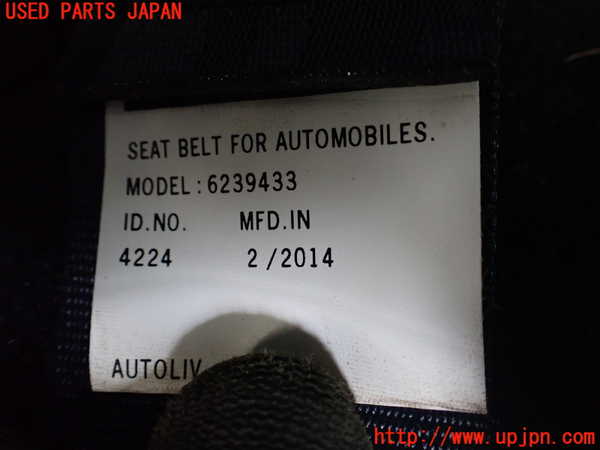 USED PARTS JAPAN
SEAT BELT FOR AUTOMOBILES.
MODEL:6239433
ID.NO. MFD.IN
4224 2/2014
AUTOLIV
http://www.upjpn.com/